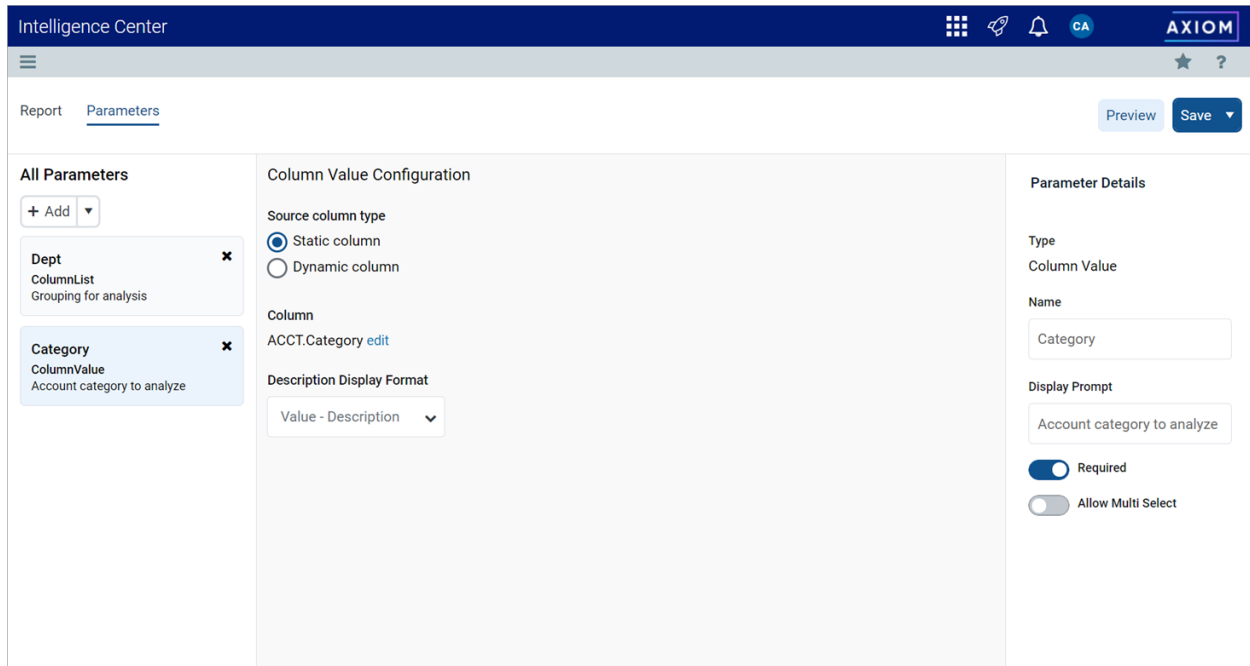 Intelligence Center
CA
AXIOM
?
Report
Parameters
Preview
Save
All Parameters
+ Add
Dept
ColumnList
Grouping for analysis
Category
ColumnValue
Account category to analyze
Column Value Configuration
Source column type
Static column
Dynamic column
Column
ACCT.Category edit
Description Display Format
Value - Description
Parameter Details
Type
Column Value
Name
Category
Display Prompt
Account category to analyze
Required
Allow Multi Select